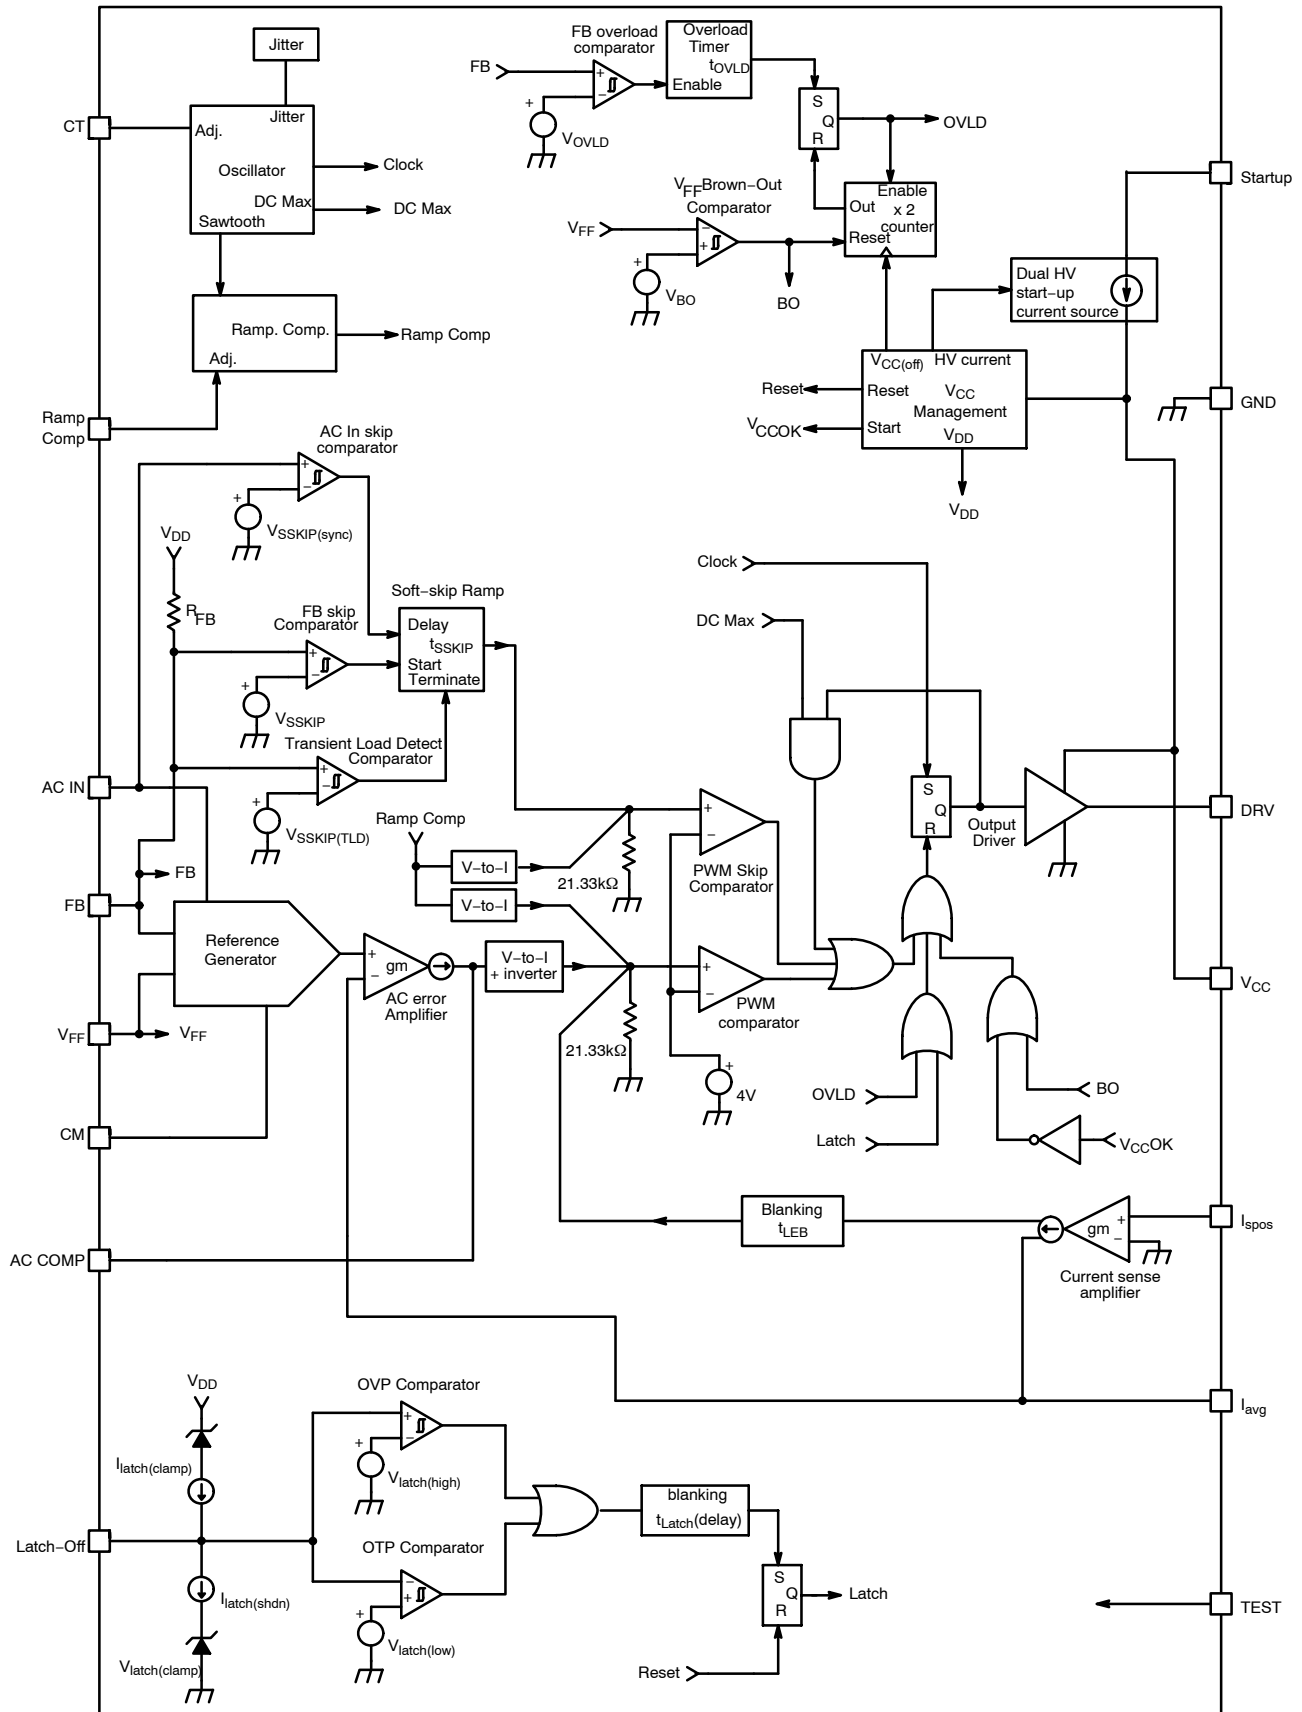 Jitter
Jitter
Adj.
Oscillator
DC Max
Sawtooth
CT
Clock
DC Max
Ramp. Comp.
Adj.
Ramp Comp
Ramp
Comp
FB overload
comparator
FB
+
−
+
VOVLD
Overload
Timer
tOVLD
Enable
S
Q
R
OVLD
VFF Brown−Out
Comparator
VFF
−
+
+
VBO
BO
Enable
x 2
counter
Out
Reset
Startup
Dual HV
start−up
current source
VCC(off)
HV current
Reset
VCC
Management
Start
VDD
Reset
VCCOK
VDD
GND
AC In skip
comparator
+
−
+
VSSKIP(sync)
VDD
RFB
FB skip
Comparator
+
−
+
VSSKIP
Soft−skip Ramp
Delay
tSSKIP
Start
Terminate
Transient Load Detect
Comparator
+
−
+
VSSKIP(TLD)
Clock
DC Max
AC IN
FB
FB
Ramp Comp
V−to−I
V−to−I
21.33kΩ
+
−
PWM Skip
Comparator
S
Q
R
Output
Driver
DRV
Reference
Generator
+
−
gm
AC error
Amplifier
V−to−I
+ inverter
+
−
PWM
comparator
21.33kΩ
+
4V
VCC
VFF
VFF
CM
OVLD
Latch
BO
VCCOK
Blanking
tLEB
gm
+
−
Current sense
amplifier
Ispos
AC COMP
Iavg
VDD
Ilatch(clamp)
Latch−Off
Ilatch(shdn)
Vlatch(clamp)
OVP Comparator
+
−
+
Vlatch(high)
OTP Comparator
−
+
+
Vlatch(low)
blanking
tLatch(delay)
S
Q
R
Latch
Reset
TEST